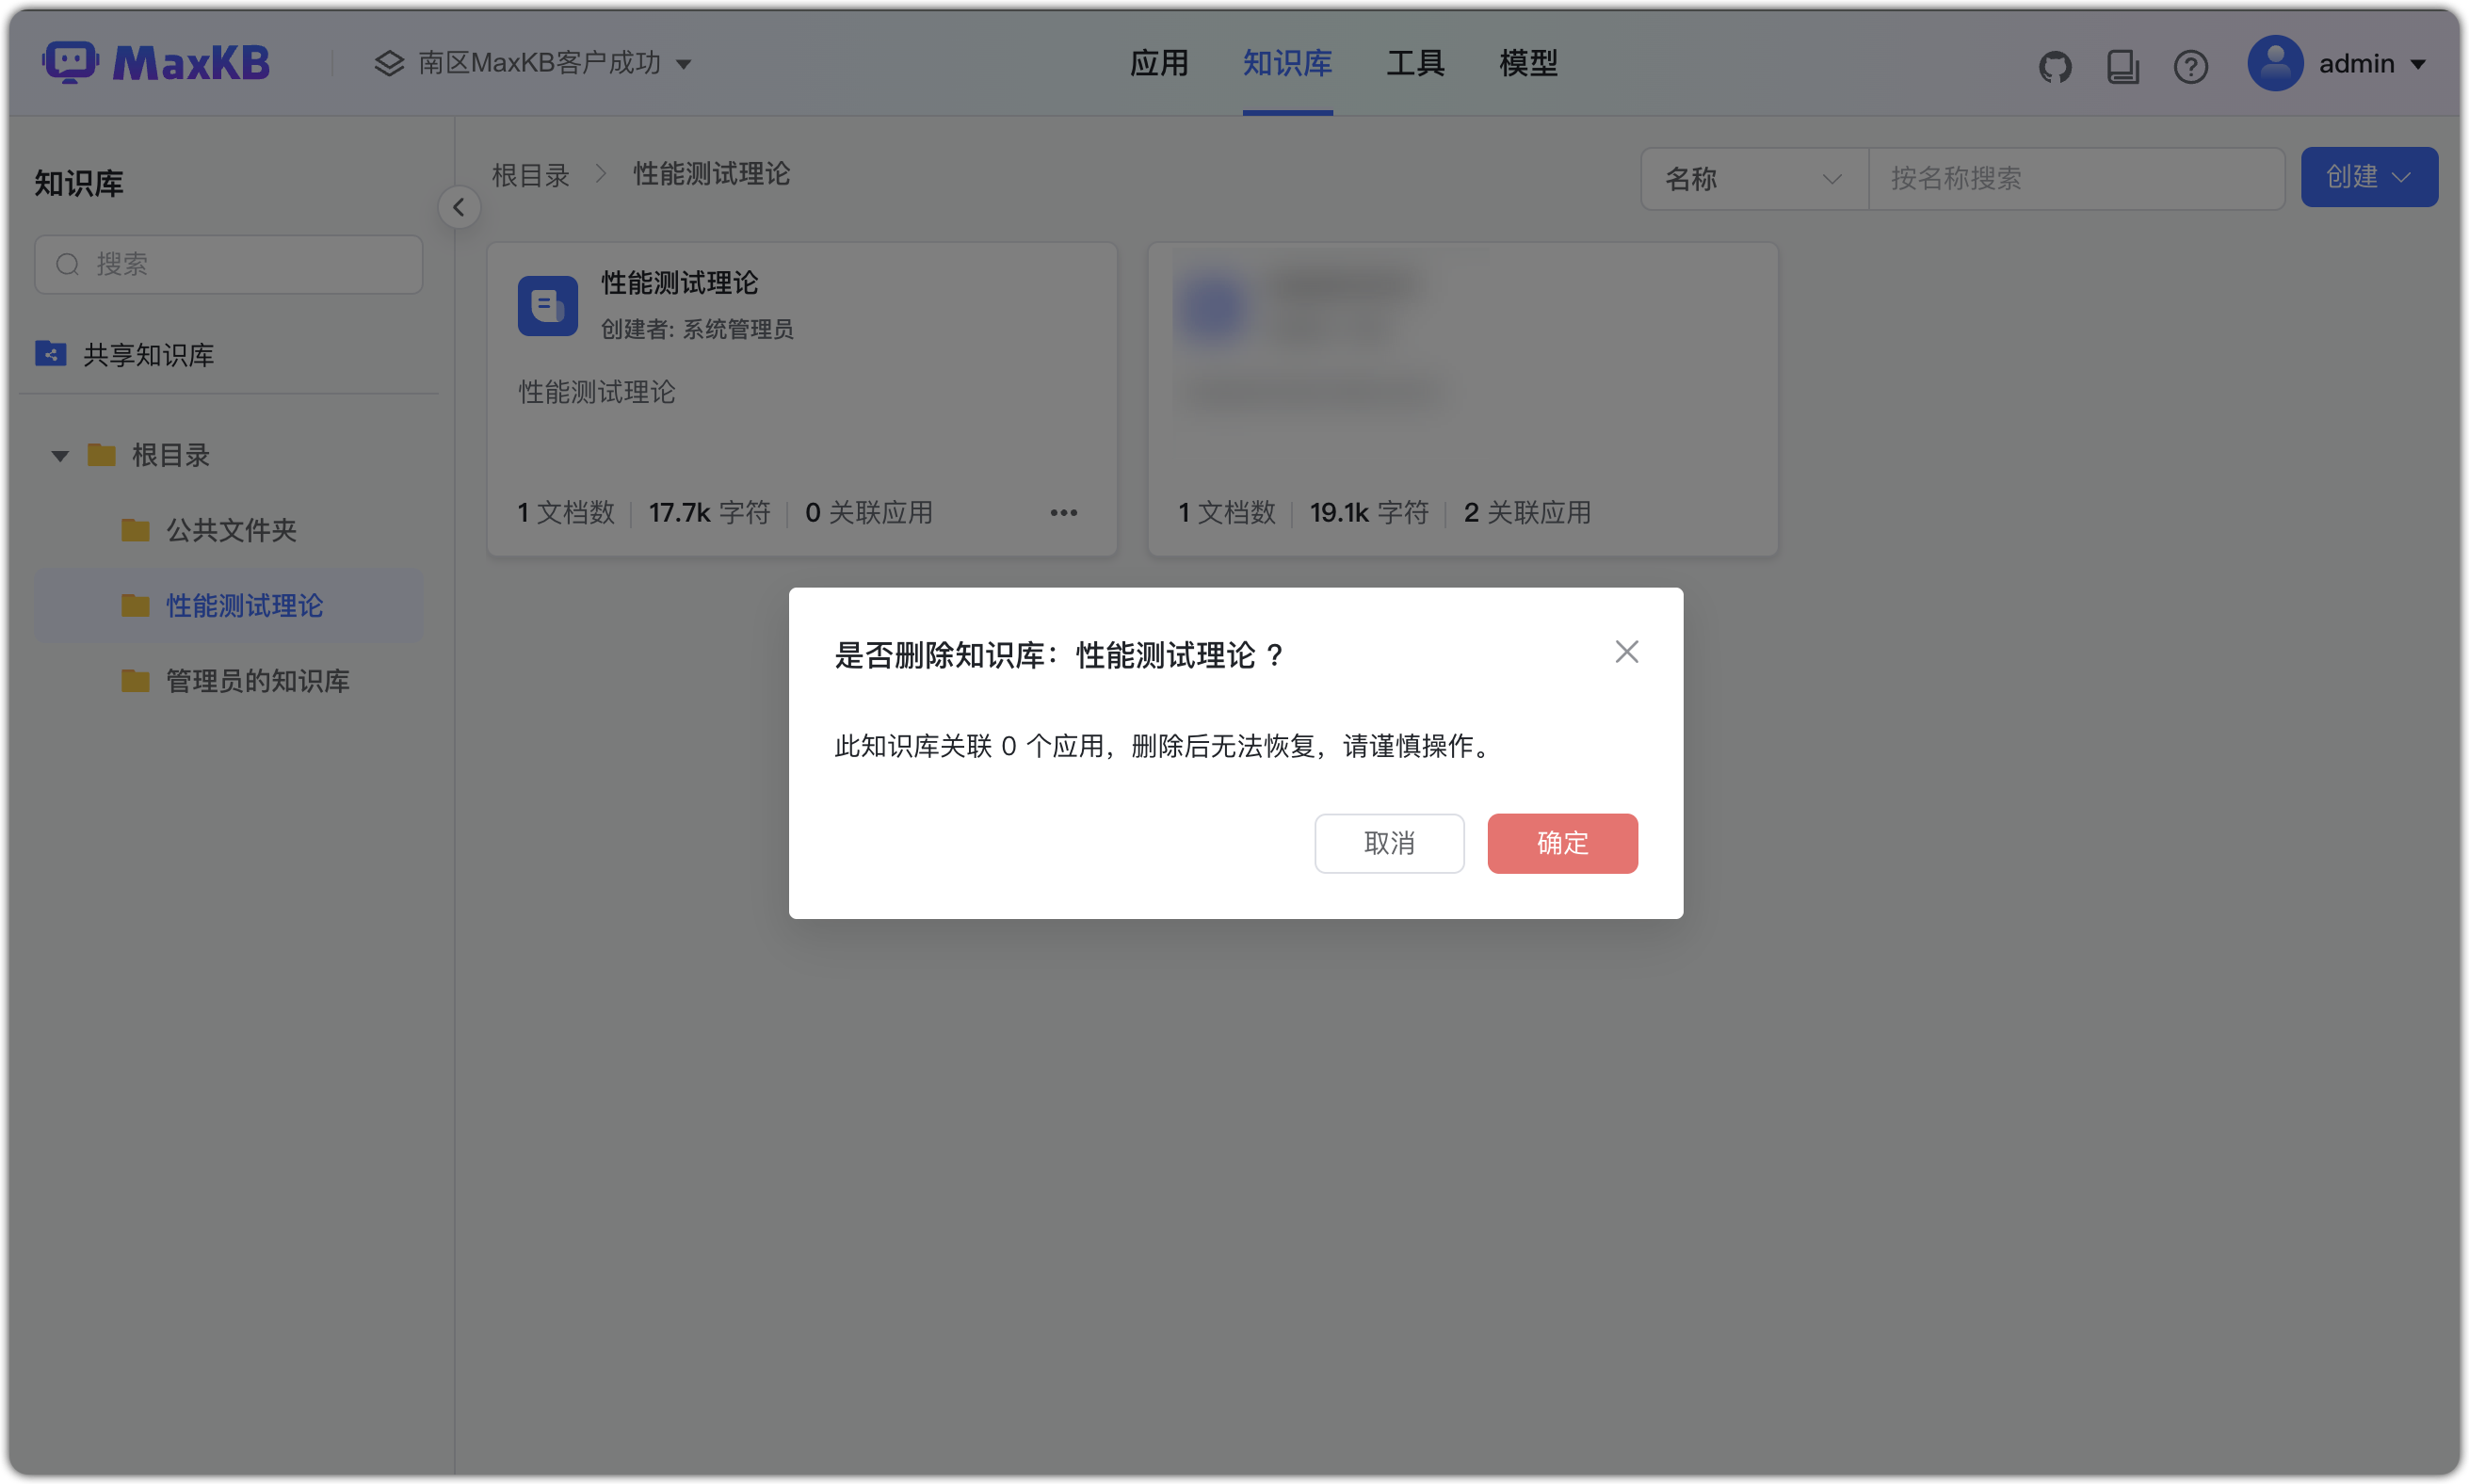 MaxKB 南区MaxKB客户成功 应用 知识库 工具 模型 admin
知识库
搜索
共享知识库
根目录
公共文件夹
性能测试理论
管理员的知识库
根目录 > 性能测试理论
名称 按名称搜索 创建
性能测试理论
创建者: 系统管理员
性能测试理论
1 文档数 17.7k 字符 0 关联应用
1 文档数 19.1k 字符 2 关联应用
是否删除知识库：性能测试理论 ?
此知识库关联 0 个应用，删除后无法恢复，请谨慎操作。
取消 确定